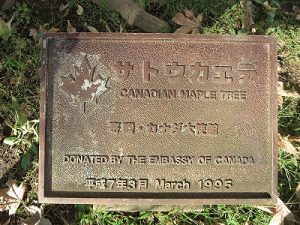 サトウカエデ
CANADIAN MAPLE TREE
寄贈・カナダ大使館
DONATED BY THE EMBASSY OF CANADA
平成7年3月 March 1995